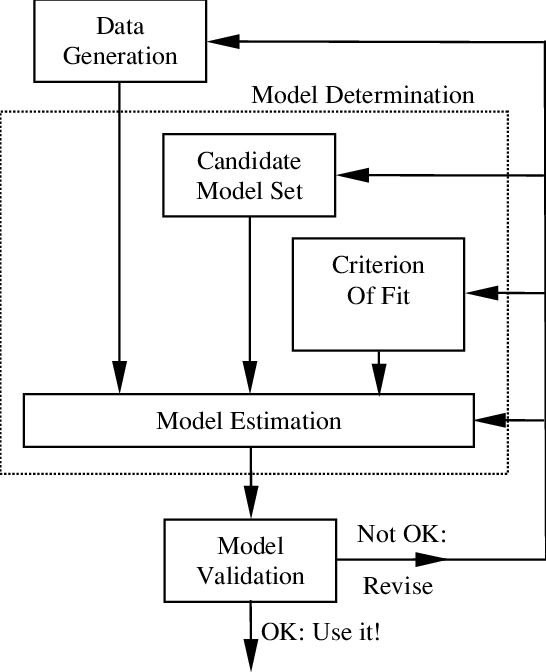 Data
Generation
Model Determination
Candidate
Model Set
Criterion
Of Fit
Model Estimation
Model
Validation
Not OK:
Revise
OK: Use it!